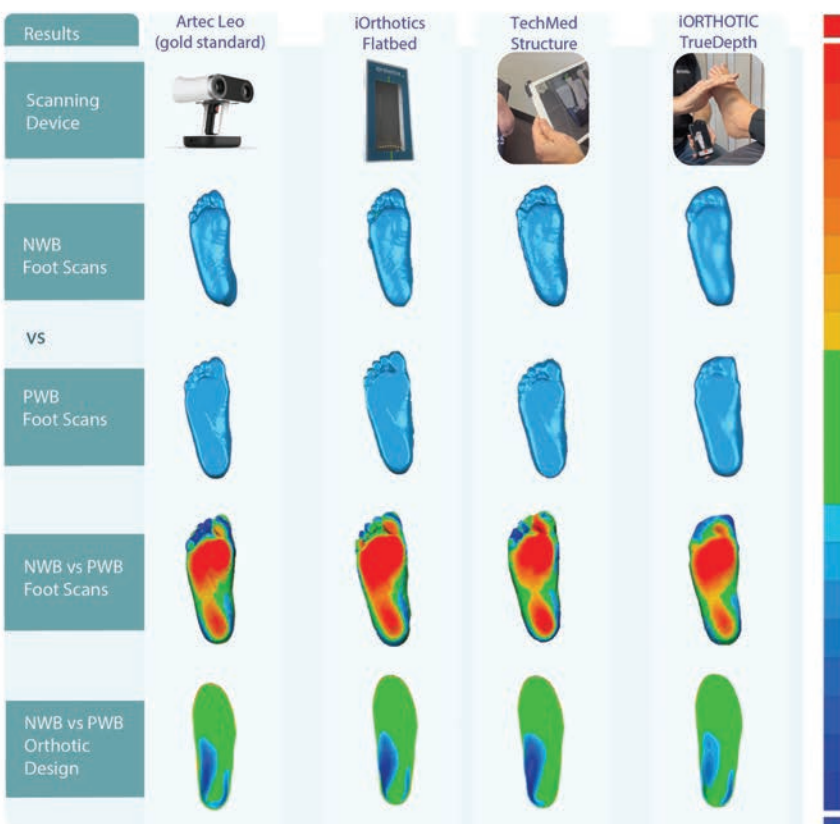 Results
Artec Leo
(gold standard)
iOrthotics
Flatbed
TechMed
Structure
iORTHOTIC
TrueDepth
Scanning
Device
NWB
Foot Scans
VS
PWB
Foot Scans
NWB vs PWB
Foot Scans
NWB vs PWB
Orthotic
Design